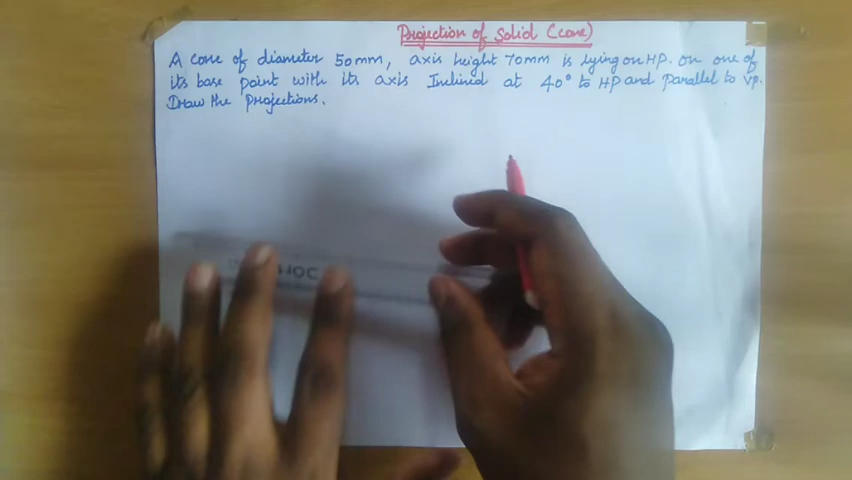 Projection of Solid (cone)
A cone of diameter 50mm, axis height 70mm is lying on HP. on one of
its base point with its axis Inclined at 40° to HP and parallel to VP.
Draw the Projections.